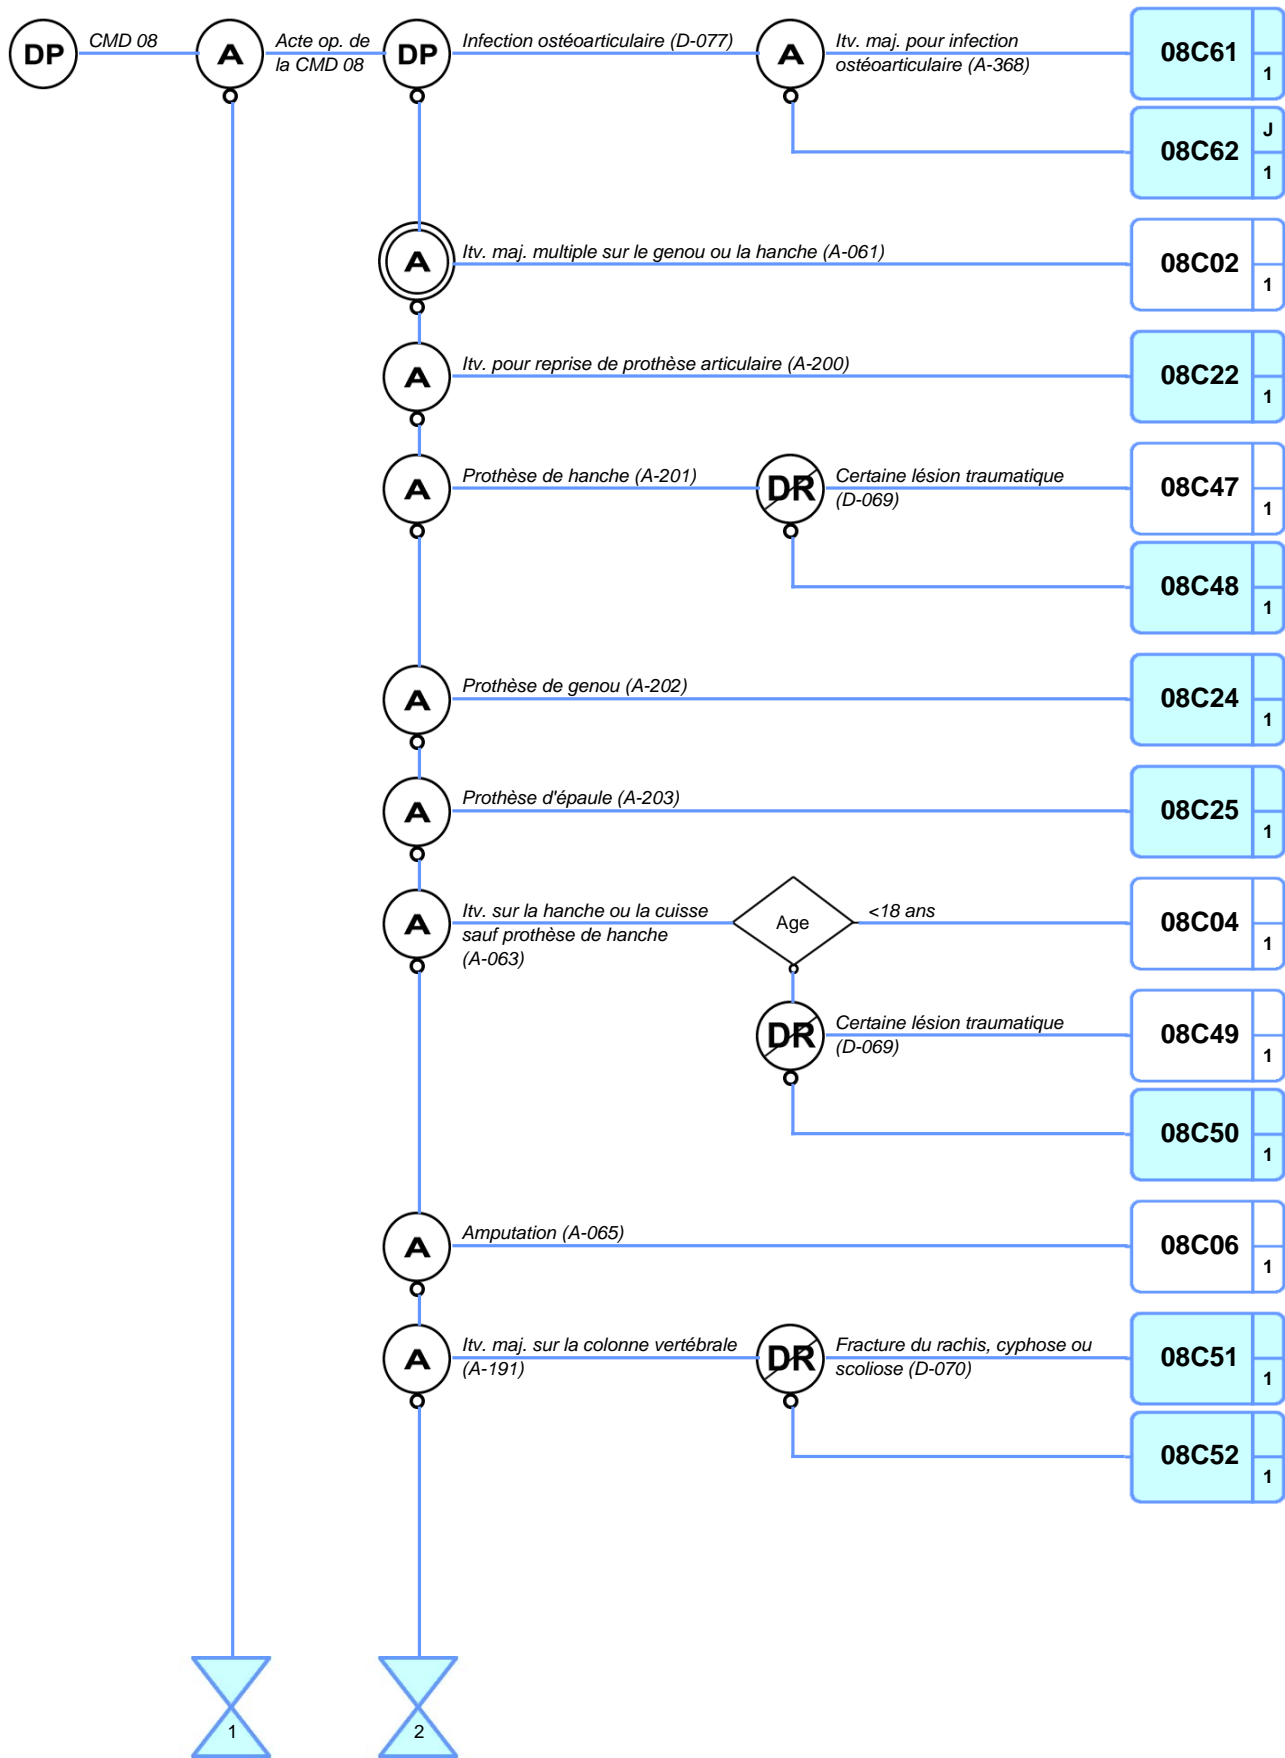 DP
CMD 08
A
Acte op. de
la CMD 08
DP
Infection ostéoarticulaire (D-077)
A
Itv. maj. pour infection
ostéoarticulaire (A-368)
08C61
1
08C62
J
1
A
Itv. maj. multiple sur le genou ou la hanche (A-061)
08C02
1
A
Itv. pour reprise de prothèse articulaire (A-200)
08C22
1
A
Prothèse de hanche (A-201)
DR
Certaine lésion traumatique
(D-069)
08C47
1
08C48
1
A
Prothèse de genou (A-202)
08C24
1
A
Prothèse d'épaule (A-203)
08C25
1
A
Itv. sur la hanche ou la cuisse
sauf prothèse de hanche
(A-063)
Age
<18 ans
08C04
1
DR
Certaine lésion traumatique
(D-069)
08C49
1
08C50
1
A
Amputation (A-065)
08C06
1
A
Itv. maj. sur la colonne vertébrale
(A-191)
DR
Fracture du rachis, cyphose ou
scoliose (D-070)
08C51
1
08C52
1
1
2